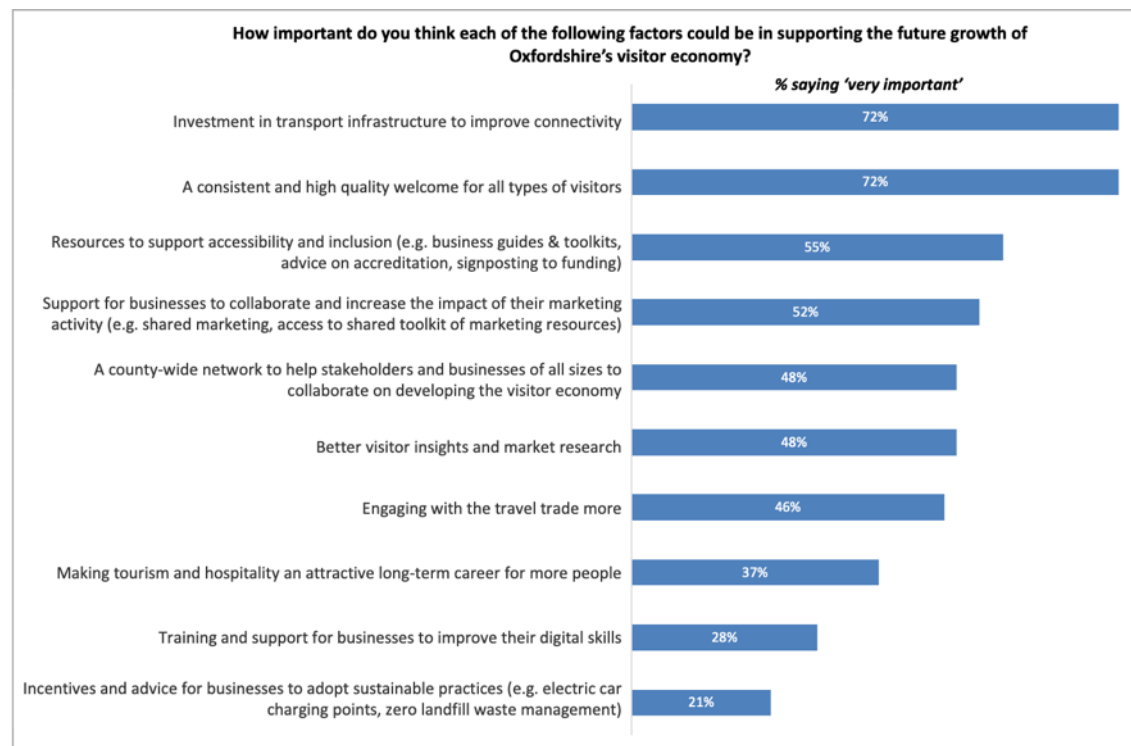 How important do you think each of the following factors could be in supporting the future growth of
Oxfordshire's visitor economy?
% saying 'very important'
Investment in transport infrastructure to improve connectivity
72%
A consistent and high quality welcome for all types of visitors
72%
Resources to support accessibility and inclusion (e.g. business guides & toolkits,
advice on accreditation, signposting to funding)
55%
Support for businesses to collaborate and increase the impact of their marketing
activity (e.g. shared marketing, access to shared toolkit of marketing resources)
52%
A county-wide network to help stakeholders and businesses of all sizes to
collaborate on developing the visitor economy
48%
Better visitor insights and market research
48%
Engaging with the travel trade more
46%
Making tourism and hospitality an attractive long-term career for more people
37%
Training and support for businesses to improve their digital skills
28%
Incentives and advice for businesses to adopt sustainable practices (e.g. electric car
charging points, zero landfill waste management)
21%